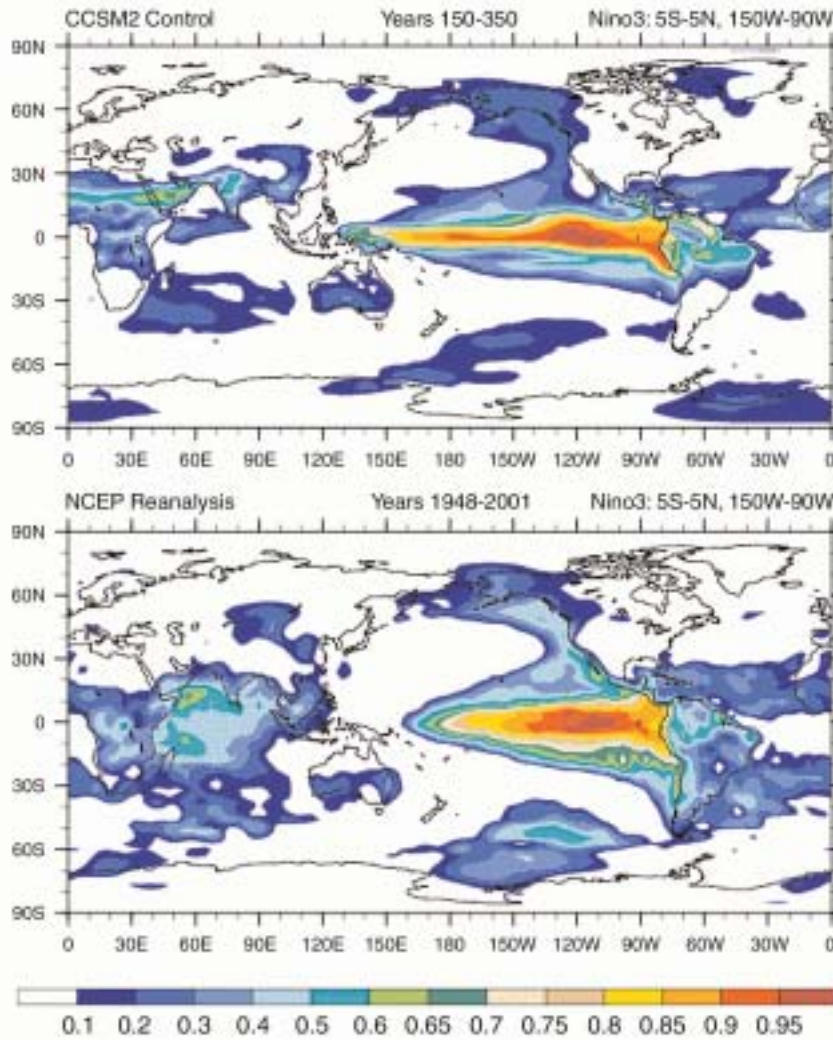 CCSM2 Control Years 150-350 Nino3: 5S-5N, 150W-90W
90N
60N
30N
0
30S
60S
90S
0 30E 60E 90E 120E 150E 180 150W 120W 90W 60W 30W 0
NCEP Reanalysis Years 1948-2001 Nino3: 5S-5N, 150W-90W
90N
60N
30N
0
30S
60S
90S
0 30E 60E 90E 120E 150E 180 150W 120W 90W 60W 30W 0
0.1 0.2 0.3 0.4 0.5 0.6 0.65 0.7 0.75 0.8 0.85 0.9 0.95